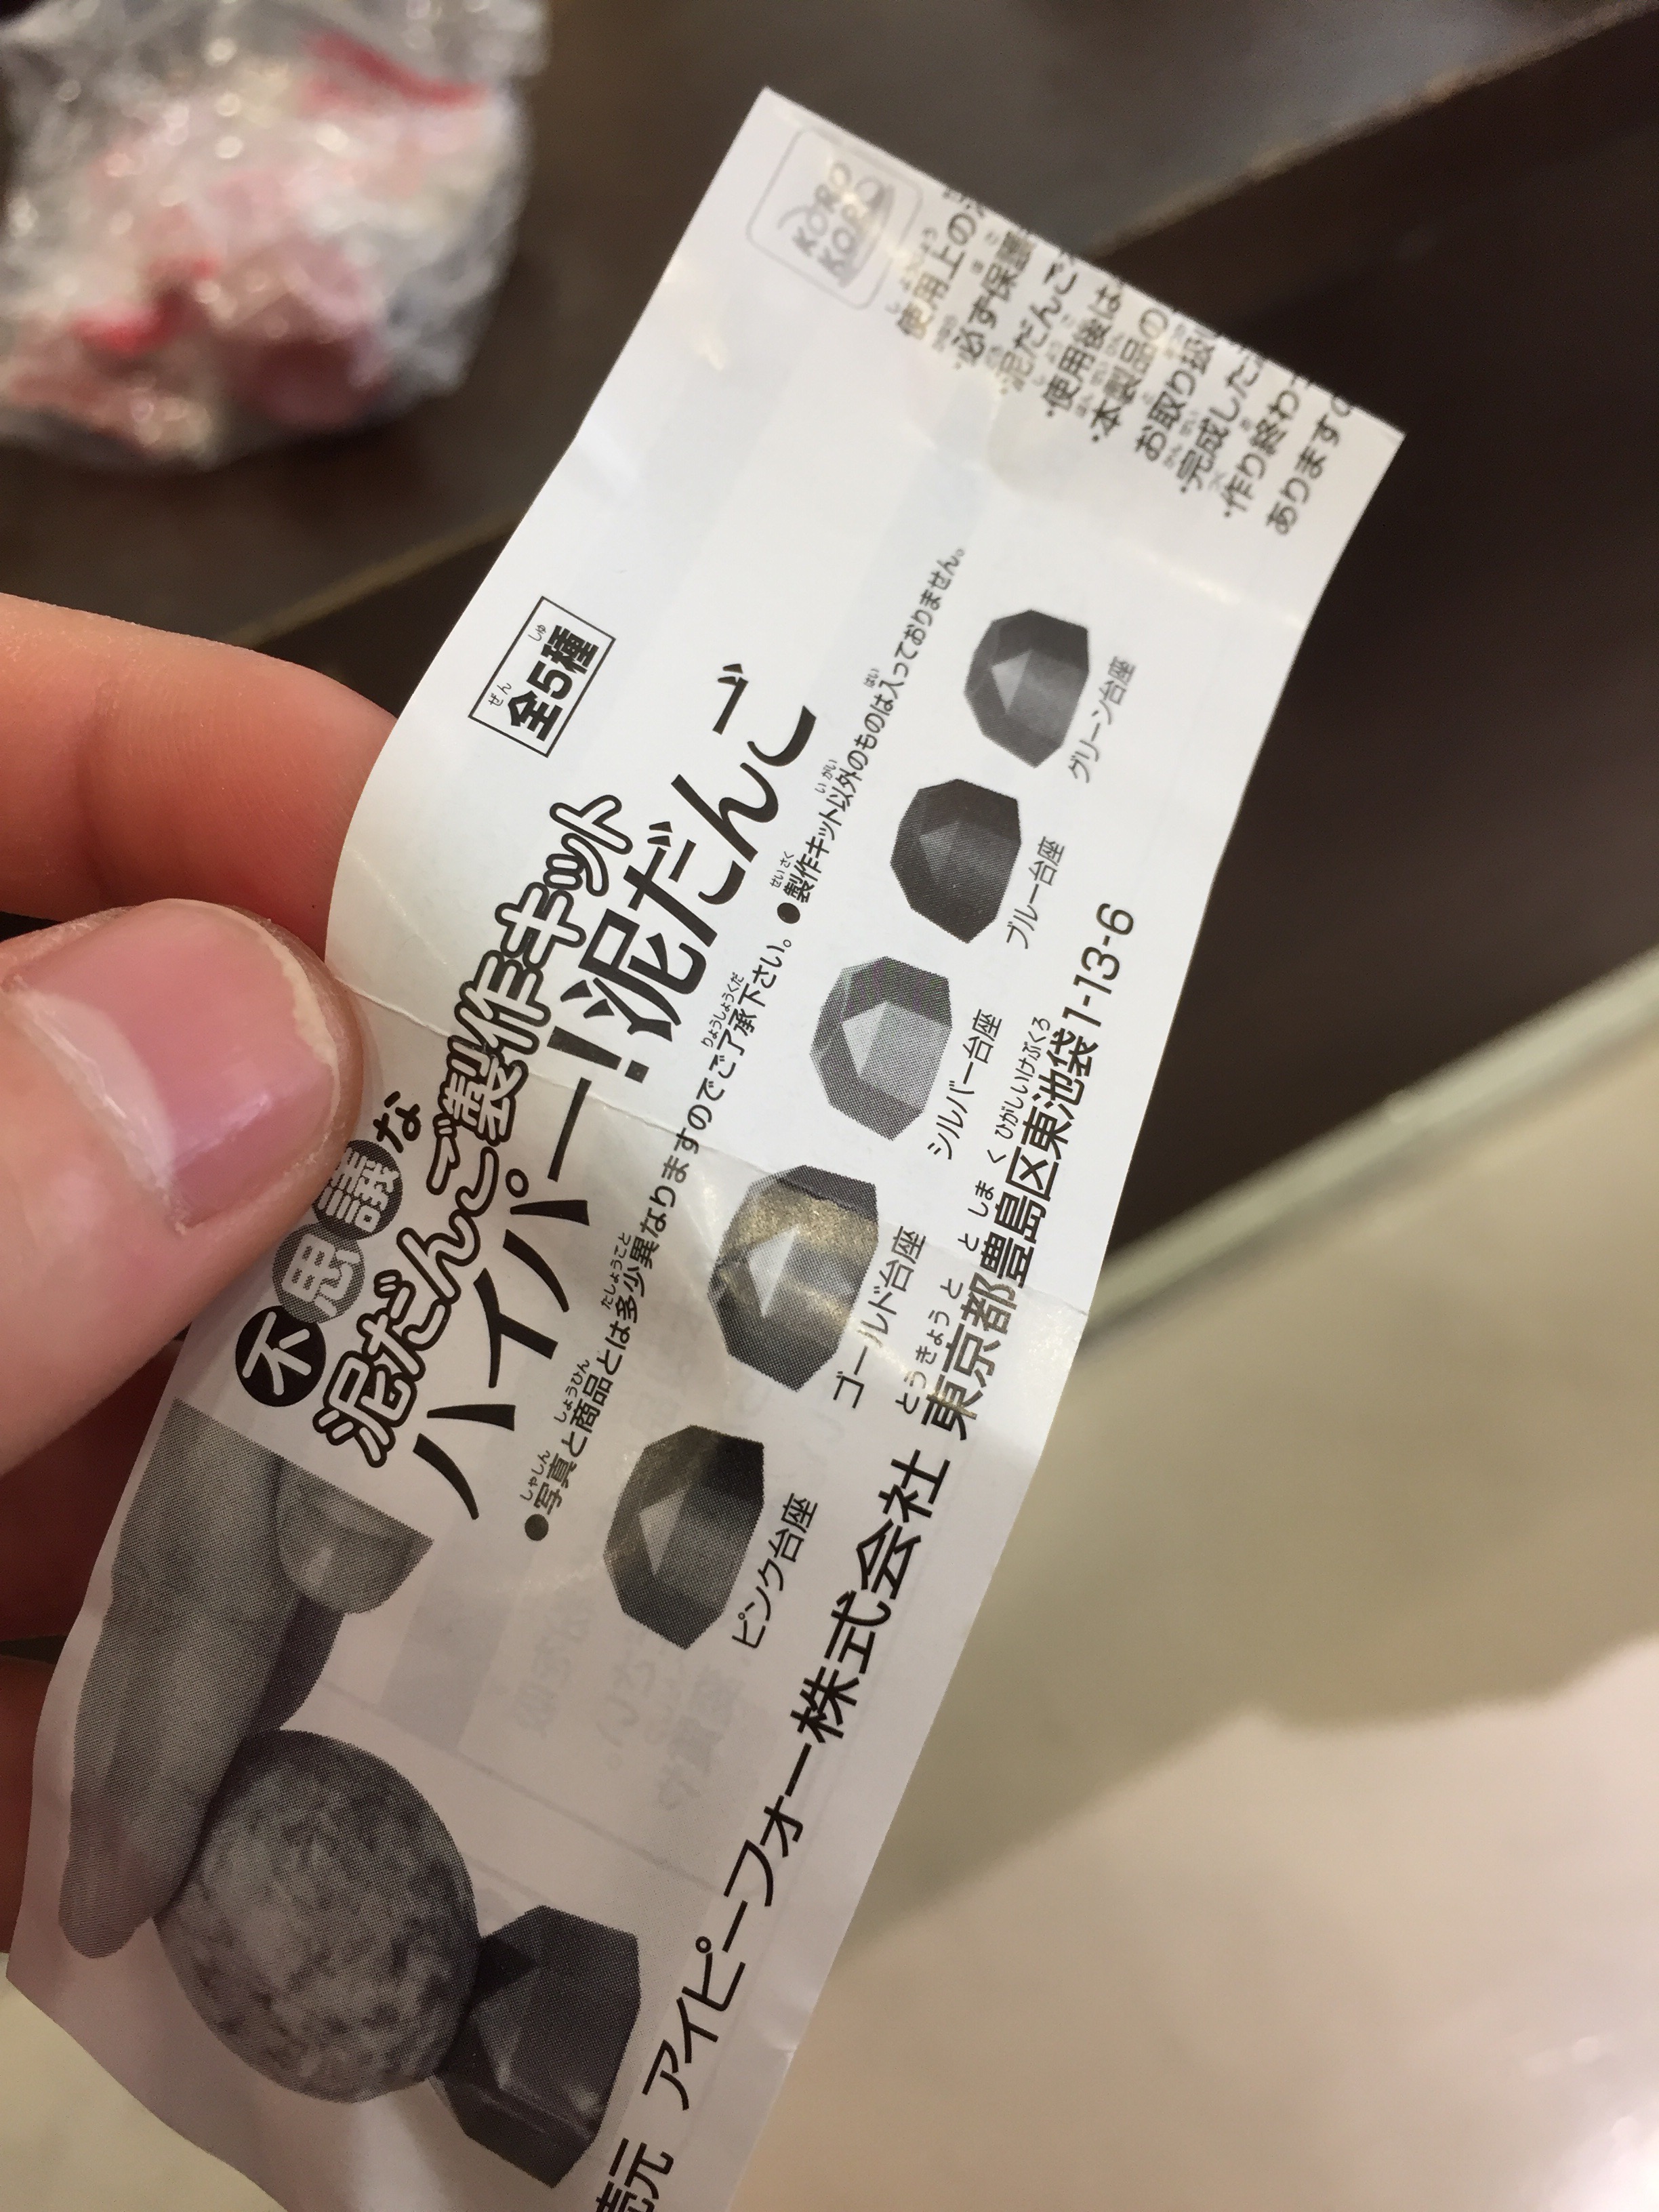 不思議な
泥だんご製作キット
ハイパー!泥だんご
全5種
●写真と商品とは多少異なりますのでご了承下さい。●製作キット以外のものは入っておりません。
ピンク台座
ゴールド台座
シルバー台座
ブルー台座
グリーン台座
売元 アイピーフォー株式会社 東京都豊島区東池袋1-13-6
KORO
KORO
使用上の
・必ず保護
・泥だんご
・使用後は
・本製品の
お取り扱
・完成した
・作り終わ
あります